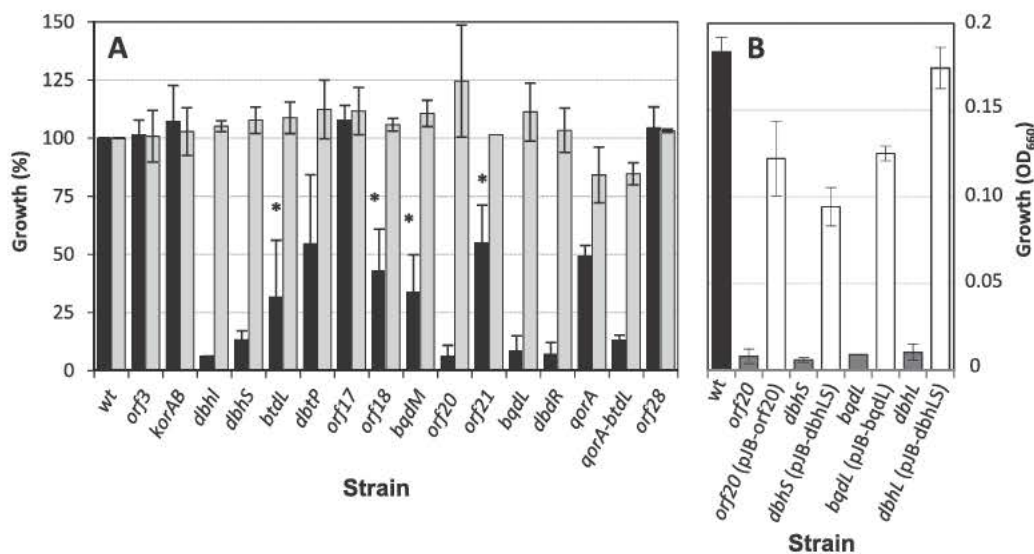 A
Growth (%)
150
125
100
75
50
25
0
*
*
*
*
wt
orf3
korAB
dbhl
dbhS
btdL
dbtP
orf17
orf18
bqdM
orf20
orf21
bqdL
dbdR
qorA
qorA-btdL
orf28
Strain
B
0.2
0.15
0.10
0.05
0
Growth (OD660)
wt
orf20
orf20 (pJB-orf20)
dbhS
dbhS (pJB-dbhLS)
bqdL
bqdL (pJB-bqdL)
dbhL
dbhL (pJB-dbhLS)
Strain